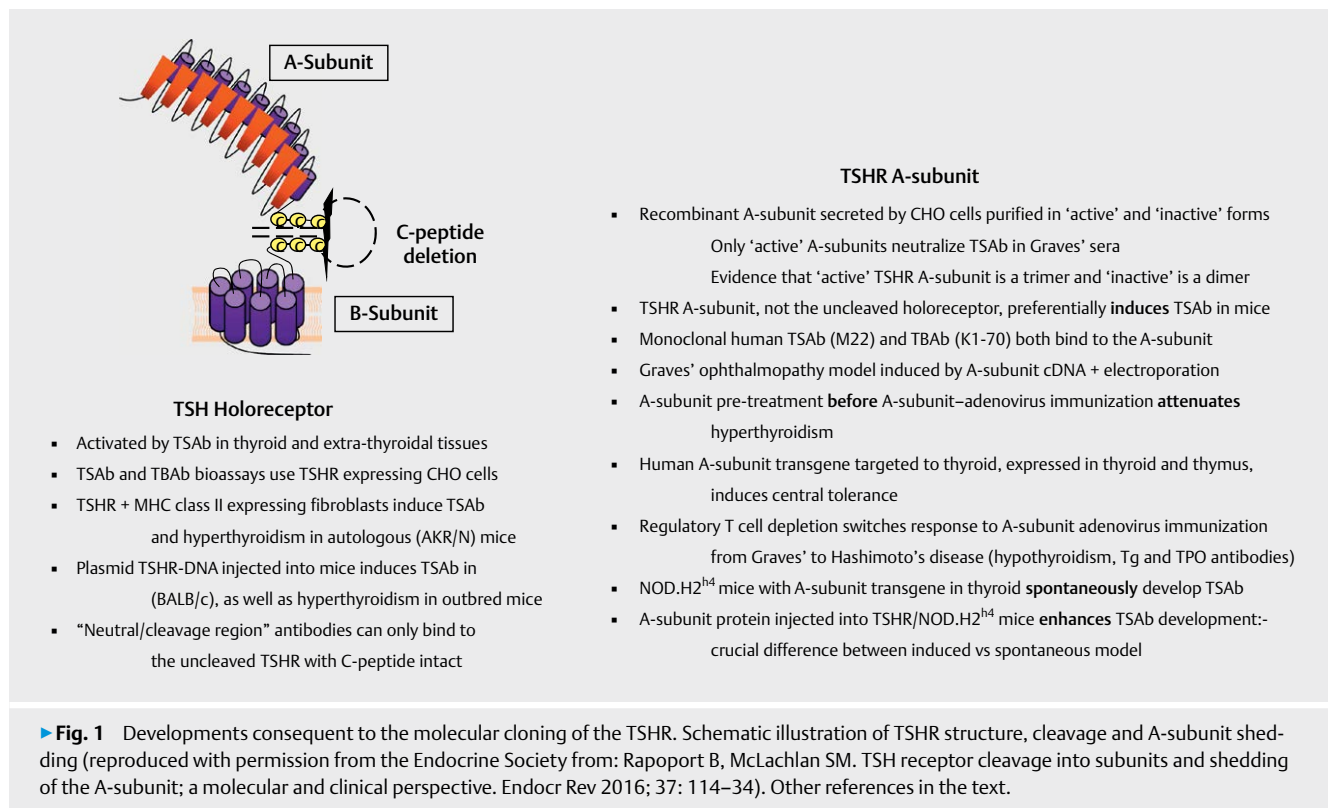 A-Subunit
C-peptide
deletion
B-Subunit
TSH Holoreceptor
▪ Activated by TSAb in thyroid and extra-thyroidal tissues
▪ TSAb and TBAb bioassays use TSHR expressing CHO cells
▪ TSHR + MHC class II expressing fibroblasts induce TSAb
and hyperthyroidism in autologous (AKR/N) mice
▪ Plasmid TSHR-DNA injected into mice induces TSAb in
(BALB/c), as well as hyperthyroidism in outbred mice
▪ “Neutral/cleavage region” antibodies can only bind to
the uncleaved TSHR with C-peptide intact
TSHR A-subunit
▪ Recombinant A-subunit secreted by CHO cells purified in ‘active’ and ‘inactive’ forms
Only ‘active’ A-subunits neutralize TSAb in Graves’ sera
Evidence that ‘active’ TSHR A-subunit is a trimer and ‘inactive’ is a dimer
▪ TSHR A-subunit, not the uncleaved holoreceptor, preferentially induces TSAb in mice
▪ Monoclonal human TSAb (M22) and TBAb (K1-70) both bind to the A-subunit
▪ Graves’ ophthalmopathy model induced by A-subunit cDNA + electroporation
▪ A-subunit pre-treatment before A-subunit–adenovirus immunization attenuates
hyperthyroidism
▪ Human A-subunit transgene targeted to thyroid, expressed in thyroid and thymus,
induces central tolerance
▪ Regulatory T cell depletion switches response to A-subunit adenovirus immunization
from Graves’ to Hashimoto’s disease (hypothyroidism, Tg and TPO antibodies)
▪ NOD.H2h4 mice with A-subunit transgene in thyroid spontaneously develop TSAb
▪ A-subunit protein injected into TSHR/NOD.H2h4 mice enhances TSAb development:-
crucial difference between induced vs spontaneous model
►Fig. 1 Developments consequent to the molecular cloning of the TSHR. Schematic illustration of TSHR structure, cleavage and A-subunit shed-
ding (reproduced with permission from the Endocrine Society from: Rapoport B, McLachlan SM. TSH receptor cleavage into subunits and shedding
of the A-subunit; a molecular and clinical perspective. Endocr Rev 2016; 37: 114–34). Other references in the text.